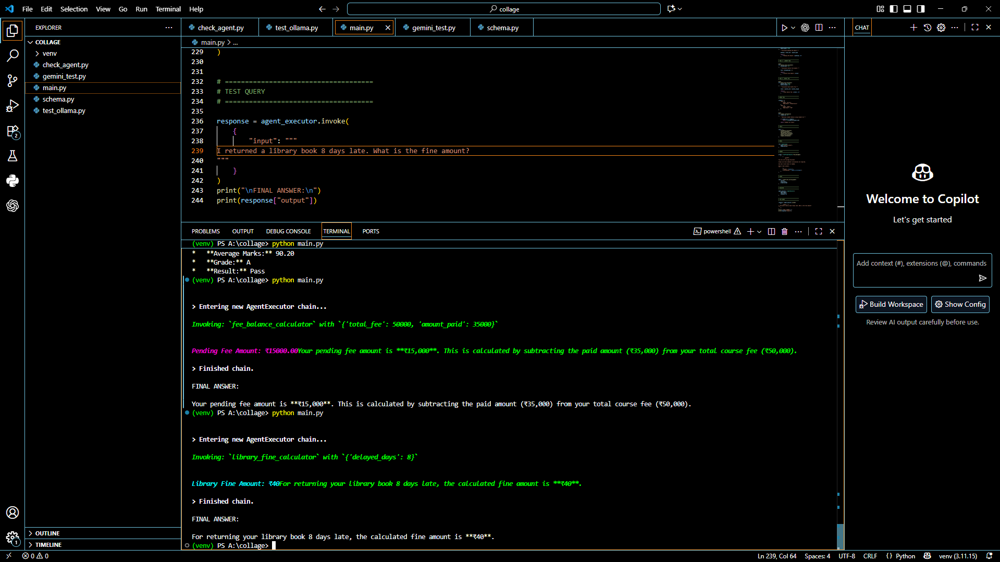 File Edit Selection View Go Run Terminal Help
collage
EXPLORER
COLLAGE
venv
check_agent.py
gemini_test.py
main.py
schema.py
test_ollama.py
OUTLINE
TIMELINE
2
1
check_agent.py test_ollama.py main.py gemini_test.py schema.py
main.py > ...
229 )
230
231
232 # =====================================
233 # TEST QUERY
234 # =====================================
235
236 response = agent_executor.invoke(
237 {
238 "input": """
239 I returned a library book 8 days late. What is the fine amount?
240 """
241 }
242 )
243 print("\nFINAL ANSWER:\n")
244 print(response["output"])
PROBLEMS OUTPUT DEBUG CONSOLE TERMINAL PORTS
powershell
(venv) PS A:\collage> python main.py
* **Average Marks:** 90.20
* **Grade:** A
* **Result:** Pass
(venv) PS A:\collage> python main.py
> Entering new AgentExecutor chain...
Invoking: `fee_balance_calculator` with `{'total_fee': 50000, 'amount_paid': 35000}`
Pending Fee Amount: ₹15000.00Your pending fee amount is **₹15,000**. This is calculated by subtracting the paid amount (₹35,000) from your total course fee (₹50,000).
> Finished chain.
FINAL ANSWER:
Your pending fee amount is **₹15,000**. This is calculated by subtracting the paid amount (₹35,000) from your total course fee (₹50,000).
(venv) PS A:\collage> python main.py
> Entering new AgentExecutor chain...
Invoking: `library_fine_calculator` with `{'delayed_days': 8}`
Library Fine Amount: ₹40For returning your library book 8 days late, the calculated fine amount is **₹40**.
> Finished chain.
FINAL ANSWER:
For returning your library book 8 days late, the calculated fine amount is **₹40**.
(venv) PS A:\collage>
CHAT
Welcome to Copilot
Let's get started
Add context (#), extensions (@), commands
Build Workspace Show Config
Review AI output carefully before use.
0 0
Ln 239, Col 64 Spaces: 4 UTF-8 CRLF {} Python venv (3.11.15)